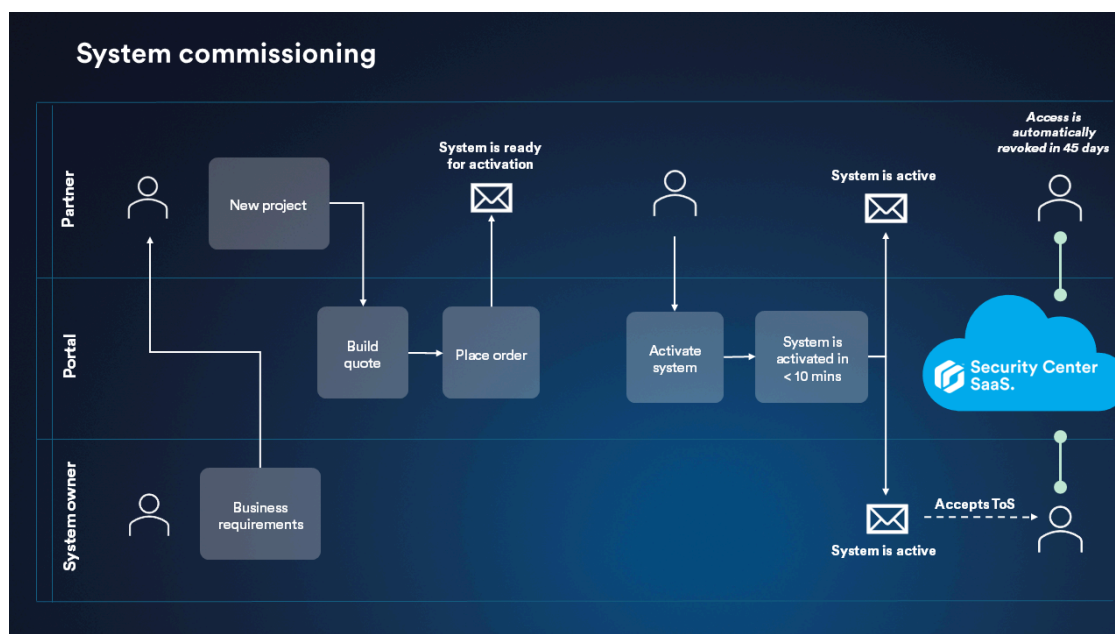 System commissioning
Partner
New project
System is ready
for activation
System is active
Access is
automatically
revoked in 45 days
Portal
Build
quote
Place order
Activate
system
System is
activated in
< 10 mins
Security Center
SaaS.
System owner
Business
requirements
Accepts ToS
System is active